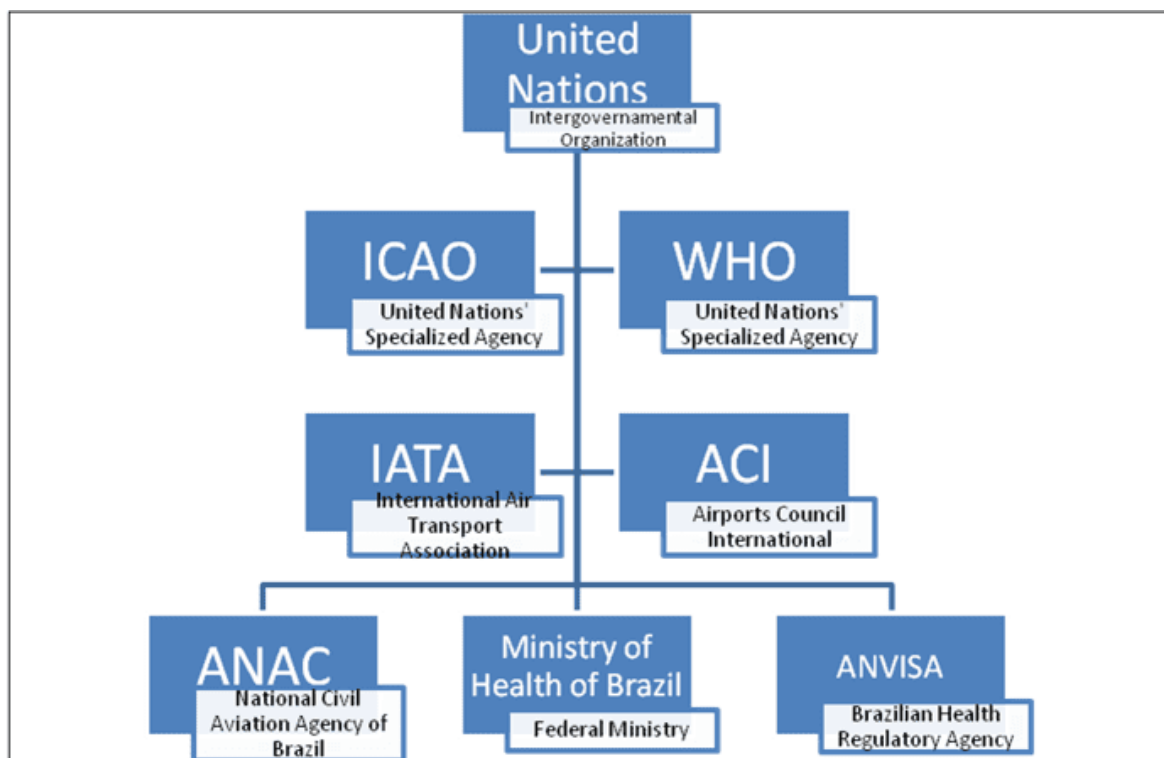 United
Nations
Intergovernamental
Organization
ICAO
United Nations'
Specialized Agency
WHO
United Nations'
Specialized Agency
IATA
International Air
Transport
Association
ACI
Airports Council
International
ANAC
National Civil
Aviation Agency of
Brazil
Ministry of
Health of Brazil
Federal Ministry
ANVISA
Brazilian Health
Regulatory Agency